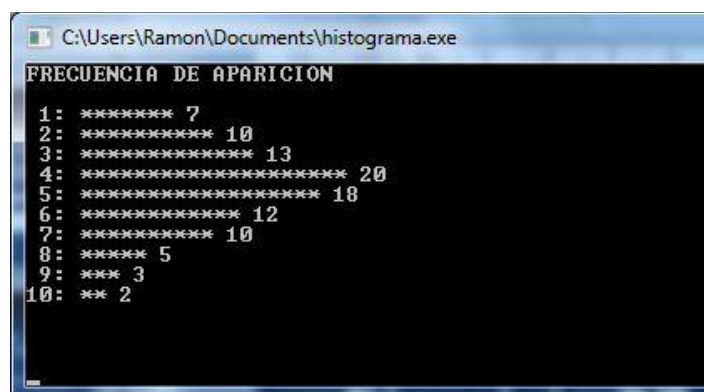 C:\Users\Ramon\Documents\histograma.exe
FRECUENCIA DE APARICION
1: ******* 7
2: ********** 10
3: ************* 13
4: ******************** 20
5: ****************** 18
6: ************ 12
7: ********** 10
8: ***** 5
9: *** 3
10: ** 2